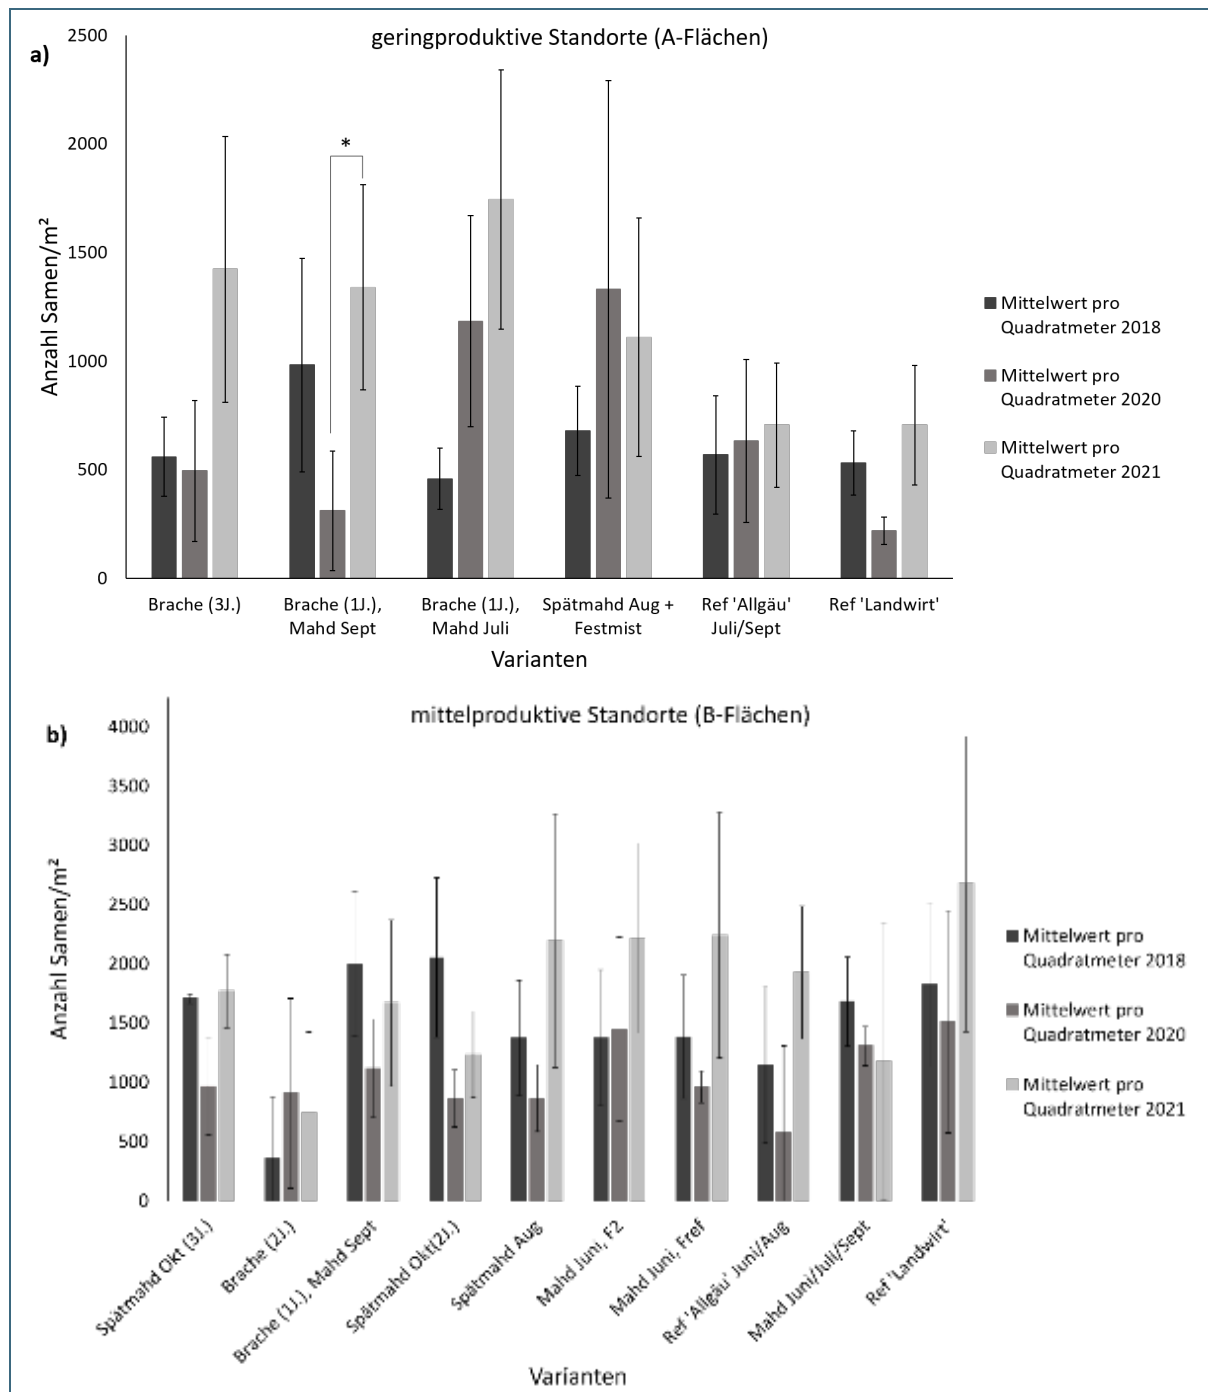 a)
geringproduktive Standorte (A-Flächen)
2500
2000
1500
1000
500
0
Anzahl Samen/m²
*
Brache (3J.)
Brache (1J.),
Mahd Sept
Brache (1J.),
Mahd Juli
Spätmahd Aug +
Festmist
Ref 'Allgäu'
Juli/Sept
Ref 'Landwirt'
Varianten
Mittelwert pro
Quadratmeter 2018
Mittelwert pro
Quadratmeter 2020
Mittelwert pro
Quadratmeter 2021
b)
mittelproduktive Standorte (B-Flächen)
4000
3500
3000
2500
2000
1500
1000
500
0
Anzahl Samen/m²
Spätmahd Okt (3J.)
Brache (2J.)
Brache (1J.), Mahd Sept
Spätmahd Okt(2J.)
Spätmahd Aug
Mahd Juni, F2
Mahd Juni, Fref
Ref 'Allgäu' Juni/Aug
Mahd Juni/Juli/Sept
Ref 'Landwirt'
Varianten
Mittelwert pro
Quadratmeter 2018
Mittelwert pro
Quadratmeter 2020
Mittelwert pro
Quadratmeter 2021